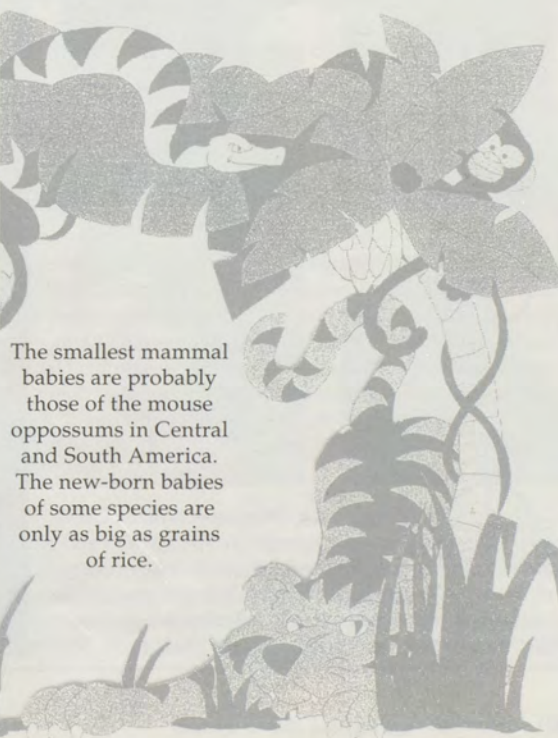 The smallest mammal
babies are probably
those of the mouse
oppossums in Central
and South America.
The new-born babies
of some species are
only as big as grains
of rice.